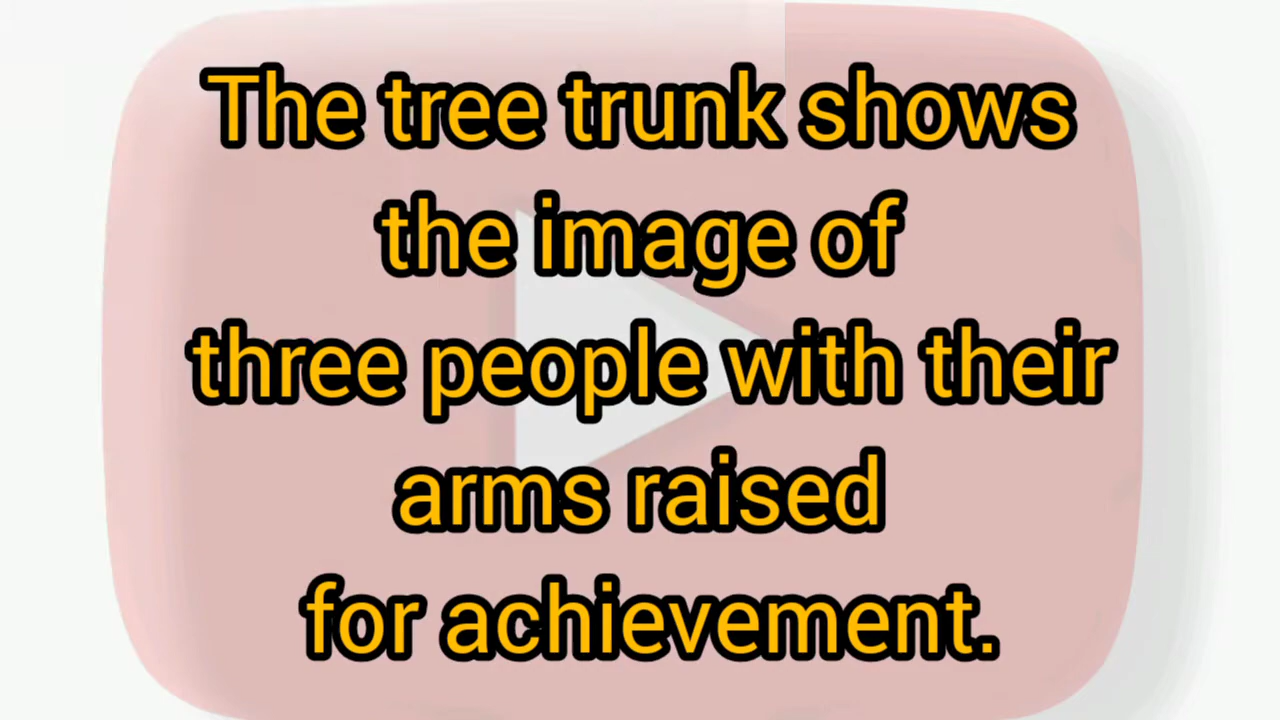 The tree trunk shows
the image of
three people with their
arms raised
for achievement.